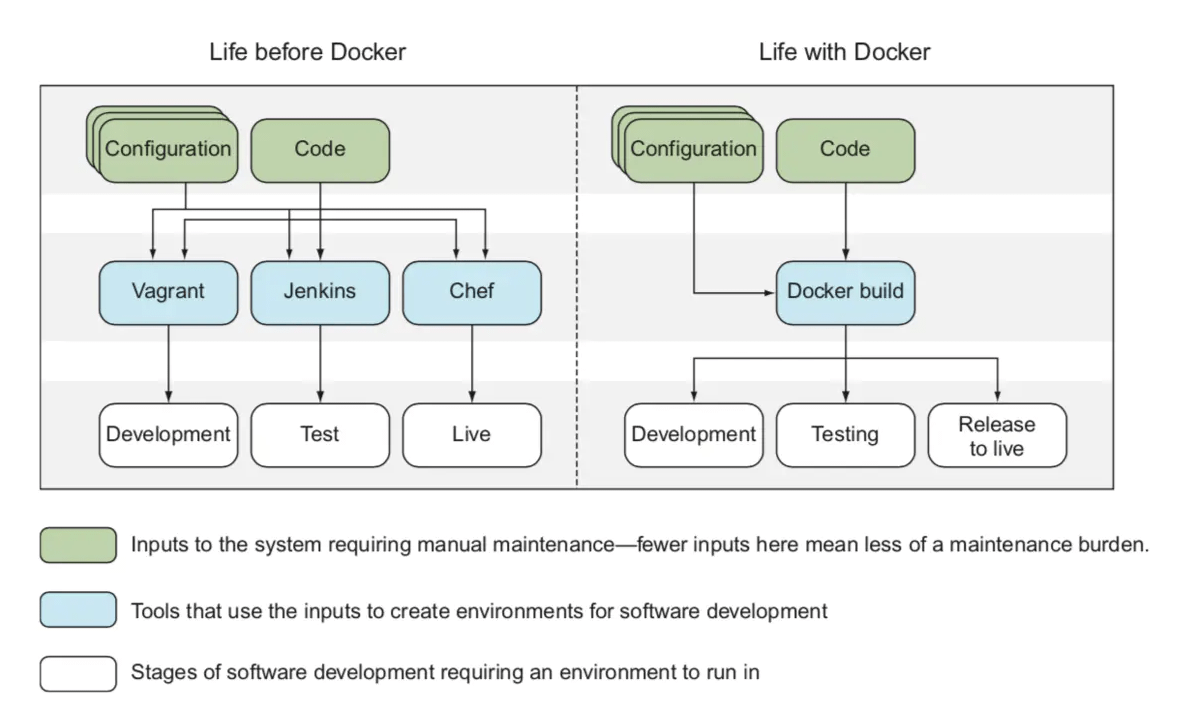 Life before Docker
Life with Docker
Configuration
Code
Configuration
Code
Vagrant
Jenkins
Chef
Docker build
Development
Test
Live
Development
Testing
Release
to live
Inputs to the system requiring manual maintenance—fewer inputs here mean less of a maintenance burden.
Tools that use the inputs to create environments for software development
Stages of software development requiring an environment to run in